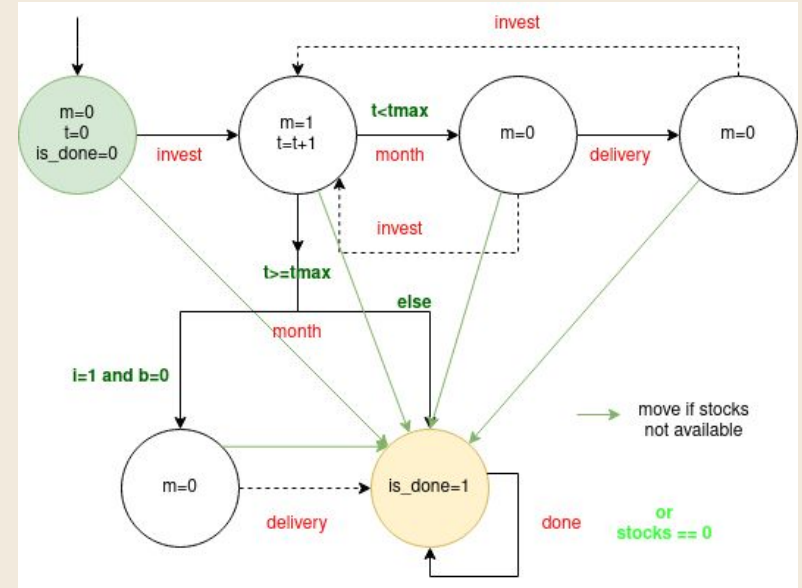 invest
m=0
t=0
is_done=0
invest
m=1
t=t+1
t<tmax
month
m=0
delivery
m=0
invest
t>=tmax
else
month
i=1 and b=0
move if stocks
not available
m=0
delivery
is_done=1
done
or
stocks == 0